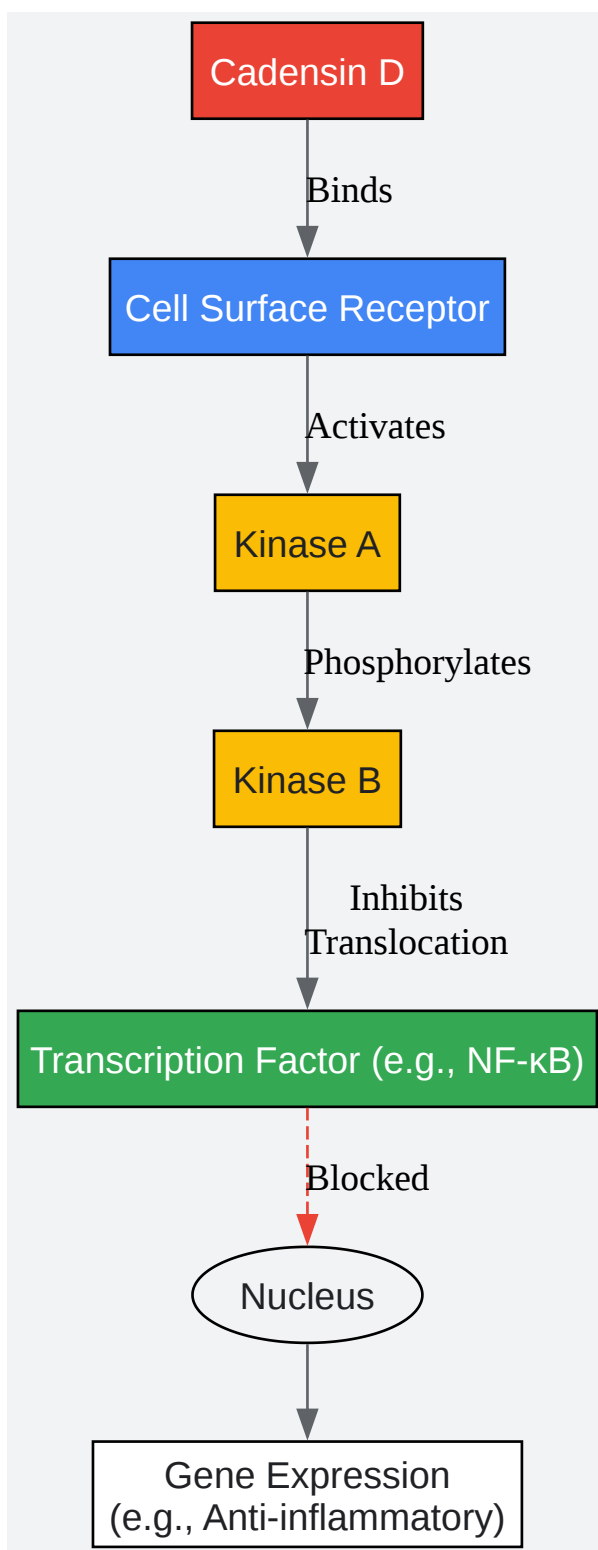 Cadensin D
Binds
Cell Surface Receptor
Activates
Kinase A
Phosphorylates
Kinase B
Inhibits
Translocation
Transcription Factor (e.g., NF-κB)
Blocked
Nucleus
Gene Expression
(e.g., Anti-inflammatory)